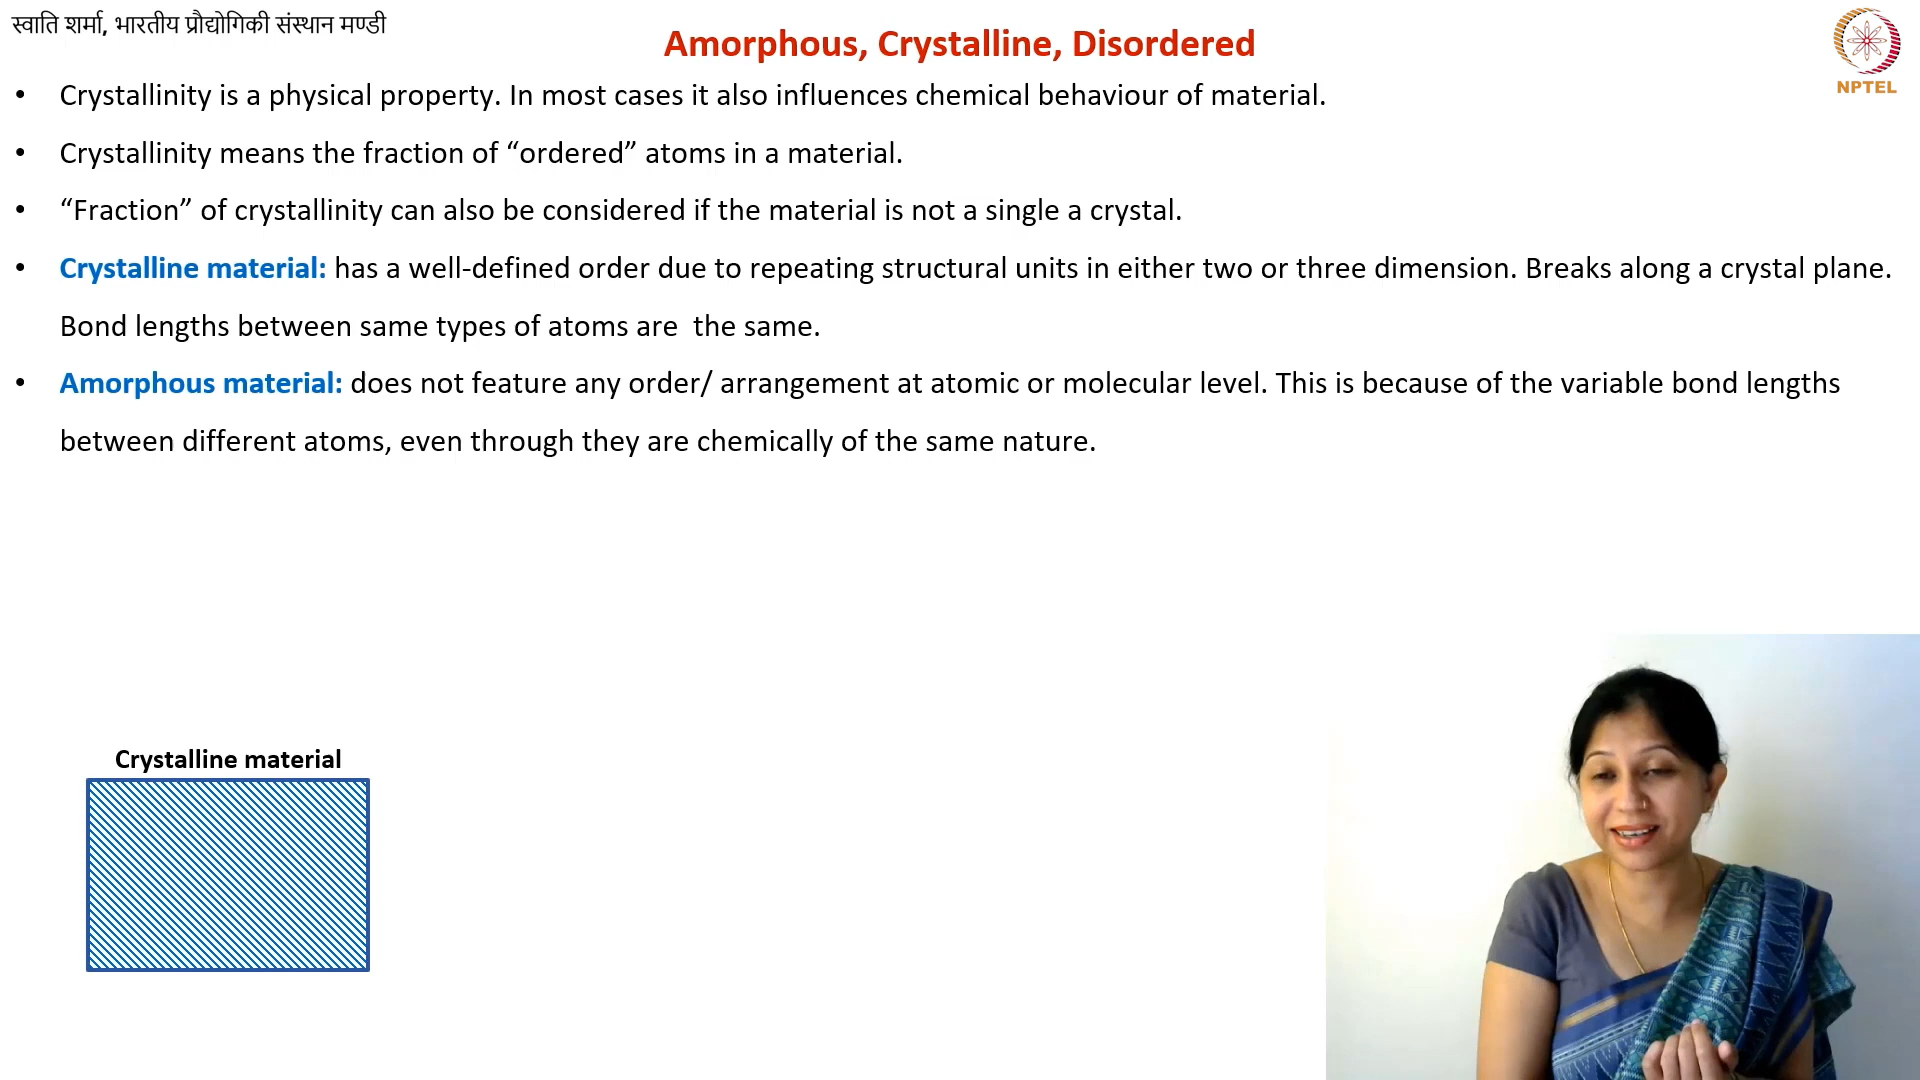 स्वाति शर्मा, भारतीय प्रौद्योगिकी संस्थान मण्डी
Amorphous, Crystalline, Disordered
NPTEL
• Crystallinity is a physical property. In most cases it also influences chemical behaviour of material.
• Crystallinity means the fraction of “ordered” atoms in a material.
• “Fraction” of crystallinity can also be considered if the material is not a single a crystal.
• Crystalline material: has a well-defined order due to repeating structural units in either two or three dimension. Breaks along a crystal plane.
Bond lengths between same types of atoms are  the same.
• Amorphous material: does not feature any order/ arrangement at atomic or molecular level. This is because of the variable bond lengths
between different atoms, even through they are chemically of the same nature.
Crystalline material